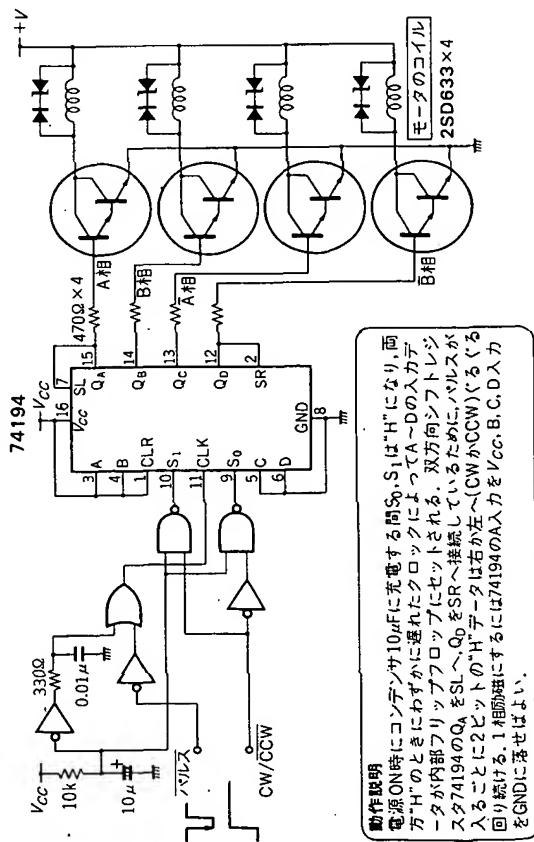 74194
Vcc
10k
10μ
+
330Ω
0.01μ
パルス
CW/CCW
Vcc
16
Vcc
7
SL
3 A
4 B
1 CLR
10 S1
11 CLK
9 S0
5 C
6 D
QA 15
QB 14
QC 13
QD 12
SR 2
GND
8
470Ω×4
A相
B相
A相
B相
+V
モータのコイル
2SD633×4
動作説明
電源ON時にコンデンサ10μFに充電する間S0, S1は"H"になり,両
方"H"のときにわずかに遅れたクロックによってA~Dの入力デ
ータが内部フリップフロップにセットされる. 双方向シフトレジ
スタ74194のQAをSLへ,QDをSRへ接続しているために,パルスが
入るごとに2ビットの"H"データは右か左へ(CWかCCW)ぐるぐる
回り続ける. 1相励磁にするには74194のA入力をVcc, B, C, D入力
をGNDに落せばよい.